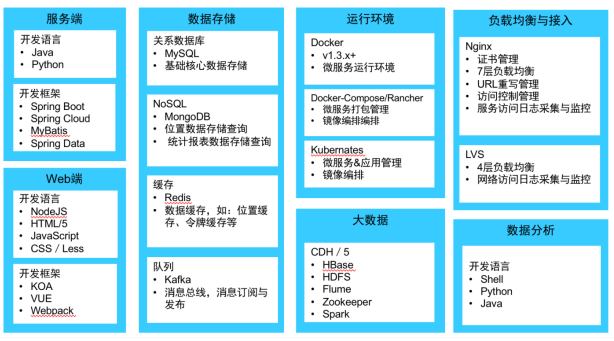 服务端
开发语言
• Java
• Python
开发框架
• Spring Boot
• Spring Cloud
• MyBatis
• Spring Data
Web端
开发语言
• NodeJS
• HTML/5
• JavaScript
• CSS / Less
开发框架
• KOA
• VUE
• Webpack
数据存储
关系数据库
• MySQL
• 基础核心数据存储
NoSQL
• MongoDB
• 位置数据存储查询
• 统计报表数据存储查询
缓存
• Redis
• 数据缓存，如：位置缓
存、令牌缓存等
队列
• Kafka
• 消息总线，消息订阅与
发布
运行环境
Docker
• v1.3.x+
• 微服务运行环境
Docker-Compose/Rancher
• 微服务打包管理
• 镜像编排编排
Kubernates
• 微服务&应用管理
• 镜像编排
大数据
CDH / 5
• HBase
• HDFS
• Flume
• Zookeeper
• Spark
负载均衡与接入
Nginx
• 证书管理
• 7层负载均衡
• URL重写管理
• 访问控制管理
• 服务访问日志采集与监控
LVS
• 4层负载均衡
• 网络访问日志采集与监控
数据分析
开发语言
• Shell
• Python
• Java